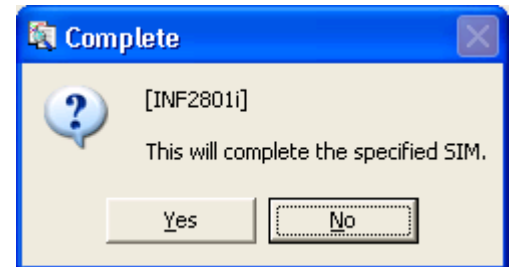 Complete
[INF2801i]
This will complete the specified SIM.
Yes No